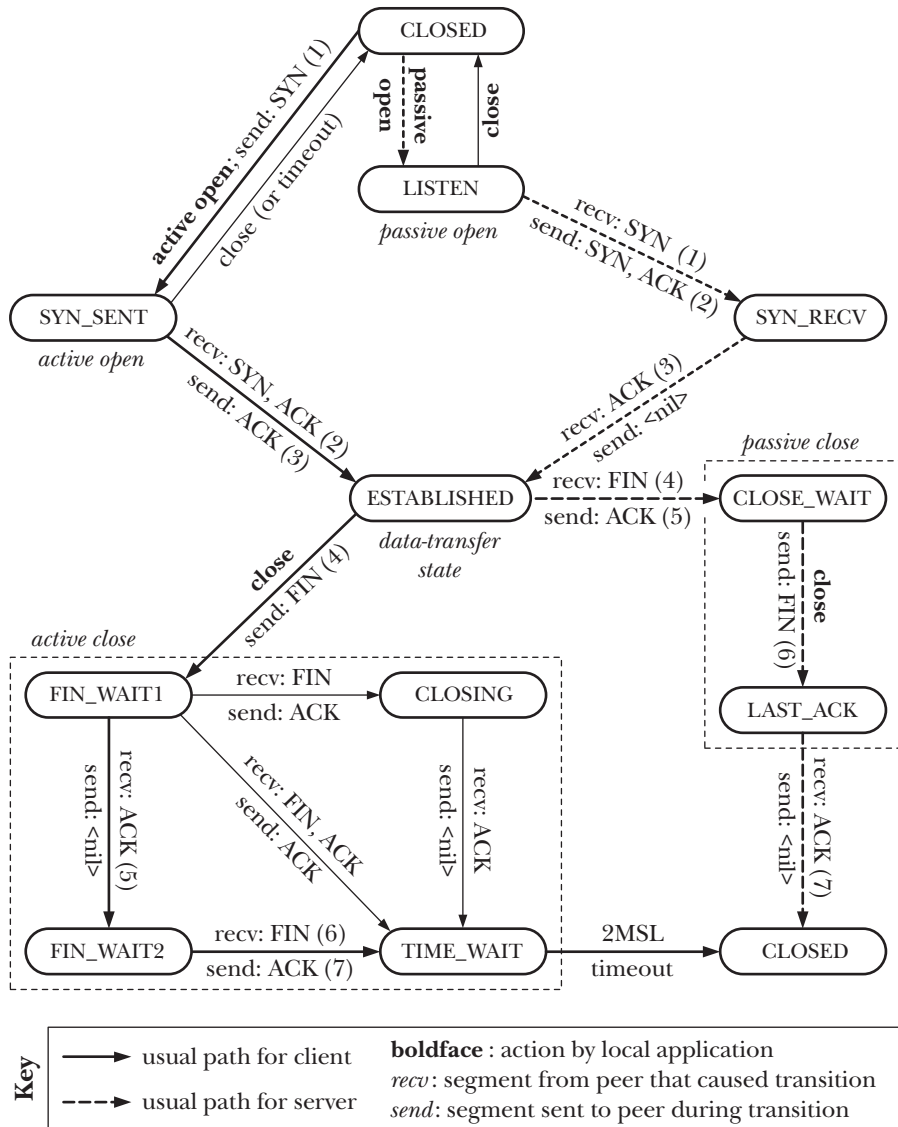 CLOSED
active open; send: SYN (1)
close (or timeout)
passive
open
close
LISTEN
passive open
recv: SYN (1)
send: SYN, ACK (2)
SYN_SENT
active open
SYN_RECV
recv: SYN, ACK (2)
send: ACK (3)
recv: ACK (3)
send: <nil>
passive close
ESTABLISHED
data-transfer
state
recv: FIN (4)
send: ACK (5)
CLOSE_WAIT
close
send: FIN (4)
close
send: FIN (6)
active close
FIN_WAIT1
recv: FIN
send: ACK
CLOSING
LAST_ACK
recv: ACK (5)
send: <nil>
recv: FIN, ACK
send: ACK
recv: ACK
send: <nil>
recv: ACK (7)
send: <nil>
FIN_WAIT2
recv: FIN (6)
send: ACK (7)
TIME_WAIT
2MSL
timeout
CLOSED
Key
usual path for client
usual path for server
boldface : action by local application
recv: segment from peer that caused transition
send: segment sent to peer during transition